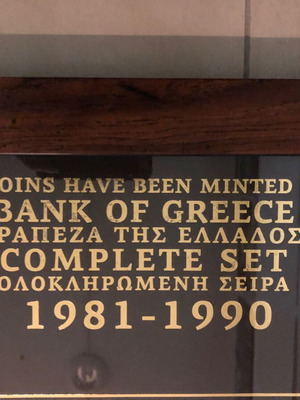 OINS HAVE BEEN MINTED
BANK OF GREECE
ΡΑΠΕΖΑ ΤΗΣ ΕΛΛΑΔΟΣ
COMPLETE SET
ΟΛΟΚΛΗΡΩΜΕΝΗ ΣΕΙΡΑ
1981-1990